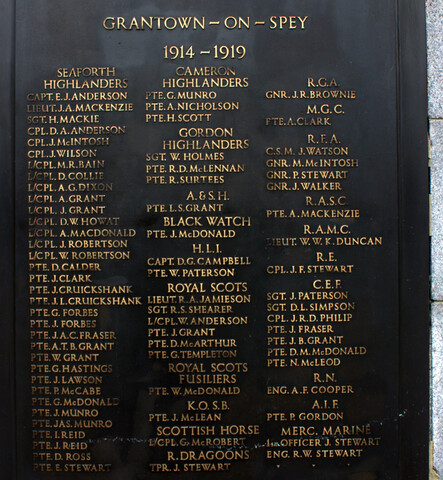 GRANTOWN-ON-SPEY
1914-1919
SEAFORTH
HIGHLANDERS
CAPT. E.J. ANDERSON
LIEUT. J.A. MACKENZIE
SGT. H. MACKIE
CPL. D.A. ANDERSON
CPL. J. McINTOSH
CPL. J. WILSON
L/CPL. M.R. BAIN
L/CPL. D. COLLIE
L/CPL. A.G. DIXON
L/CPL. A. GRANT
L/CPL. J. GRANT
L/CPL. D.W. HOWAT
L/CPL. A. MACDONALD
L/CPL. J. ROBERTSON
L/CPL. W. ROBERTSON
PTE. D. CALDER
PTE. J. CLARK
PTE. J. CRUICKSHANK
PTE. J.L. CRUICKSHANK
PTE. G. FORBES
PTE. J. FORBES
PTE. J.A.C. FRASER
PTE. A.T.B. GRANT
PTE. W. GRANT
PTE. G. HASTINGS
PTE. J. LAWSON
PTE. P. McCABE
PTE. G. McDONALD
PTE. J. MUNRO
PTE. JAS. MUNRO
PTE. I. REID
PTE. J. REID
PTE. D. ROSS
PTE. E. STEWART
CAMERON
HIGHLANDERS
PTE. G. MUNRO
PTE. A. NICHOLSON
PTE. H. SCOTT
GORDON
HIGHLANDERS
SGT. W. HOLMES
PTE. R.D. McLENNAN
PTE. R. SURTEES
A. & S.H.
PTE. L.S. GRANT
BLACK WATCH
PTE. J. McDONALD
H.L.I.
CAPT. D.G. CAMPBELL
PTE. W. PATERSON
ROYAL SCOTS
LIEUT. R.A. JAMIESON
SGT. R.S. SHEARER
L/CPL. W. ANDERSON
PTE. J. GRANT
PTE. D. McARTHUR
PTE. G. TEMPLETON
ROYAL SCOTS
FUSILIERS
PTE. W. McDONALD
K.O.S.B.
PTE. J. McLEAN
SCOTTISH HORSE
L/CPL. G. McROBERT
R. DRAGOONS
TPR. J. STEWART
R.G.A.
GNR. J.R. BROWNIE
M.G.C.
PTE. A. CLARK
R.F.A.
C.S.M. J. WATSON
GNR. M. McINTOSH
GNR. P. STEWART
GNR. J. WALKER
R.A.S.C
PTE. A. MACKENZIE
R.A.M.C.
LIEUT. W.W.K. DUNCAN
R.E.
CPL. J.F. STEWART
C.E.F.
SGT. J. PATERSON
SGT. D.L. SIMPSON
CPL. J.R.D. PHILIP
PTE. J. FRASER
PTE. J.B. GRANT
PTE. D.M. McDONALD
PTE. N. McLEOD
R.N.
ENG. A.F. COOPER
A.I.F.
PTE. P. GORDON
MERC. MARINE
1st OFFICER J. STEWART
ENG. R.W. STEWART